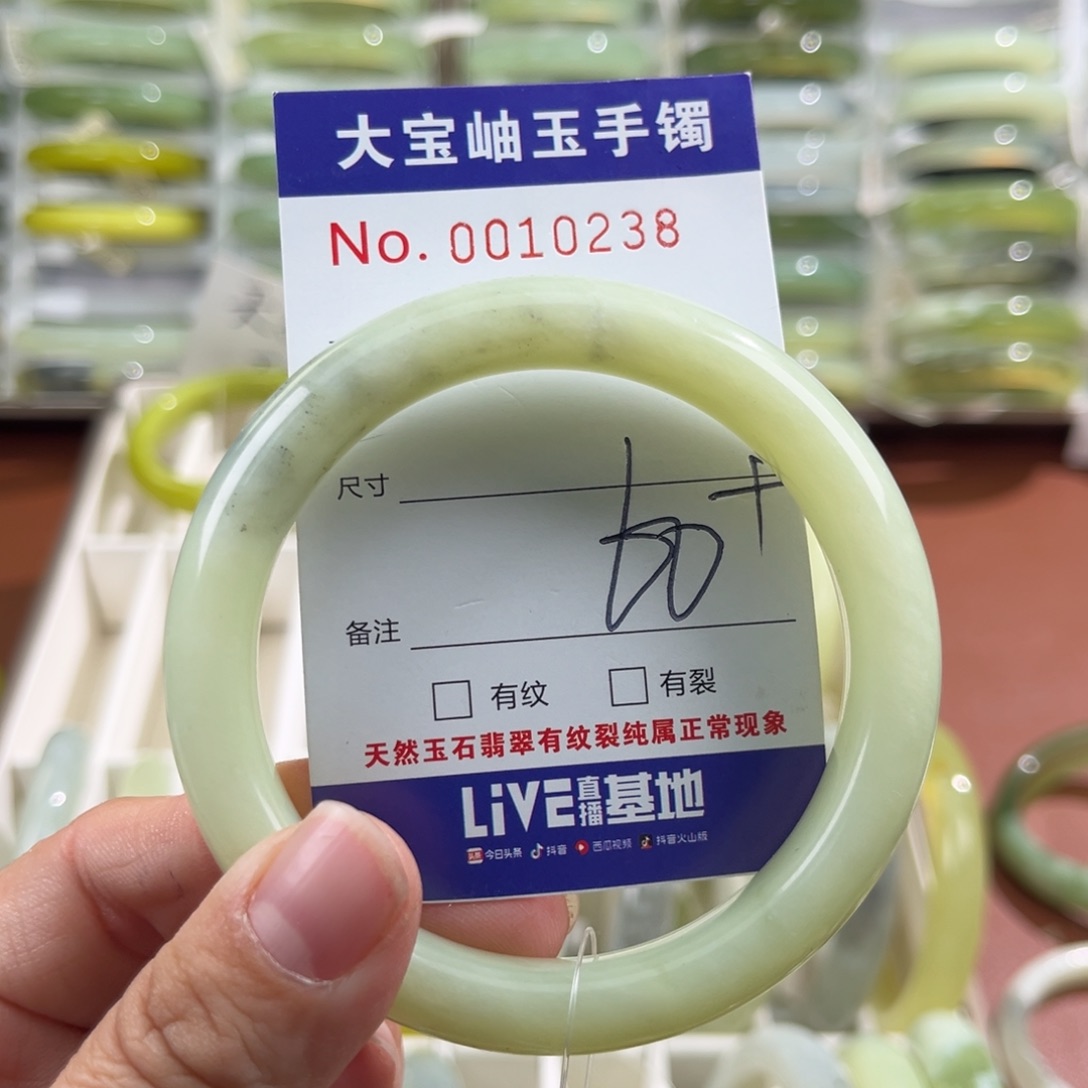 大宝岫玉手镯
No. 0010238
尺寸
60+
备注
有纹 有裂
天然玉石翡翠有纹裂纯属正常现象
LiVE直播基地
头条 今日头条 抖音 西瓜视频 抖音火山版